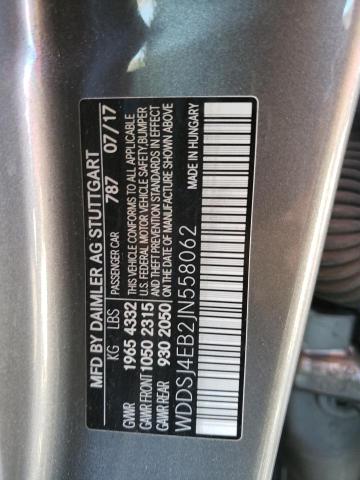 MFD BY DAIMLER AG STUTTGART
KG LBS PASSENGER CAR 787 07/17
GVWR 1965 4332 THIS VEHICLE CONFORMS TO ALL APPLICABLE
GAWR FRONT 1050 2315 U.S. FEDERAL MOTOR VEHICLE SAFETY, BUMPER
GAWR REAR 930 2050 AND THEFT PREVENTION STANDARDS IN EFFECT
ON THE DATE OF MANUFACTURE SHOWN ABOVE
WDDSJ4EB2JN558062
MADE IN HUNGARY